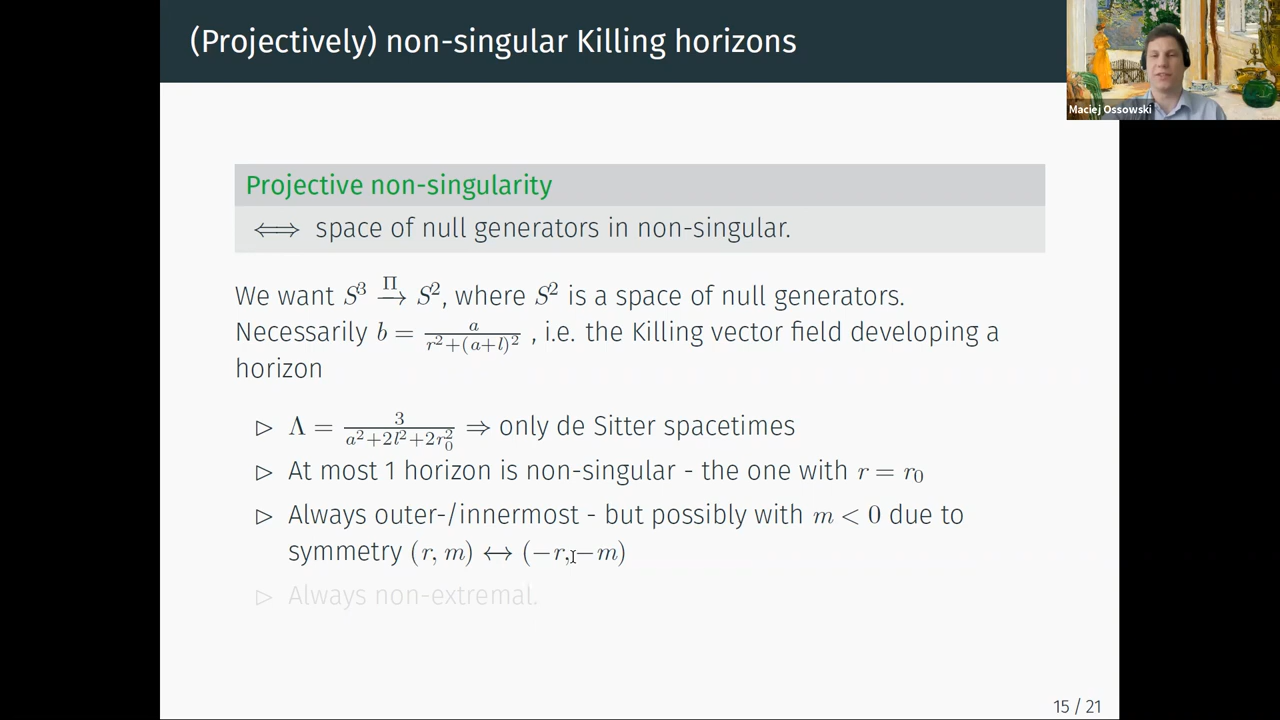 (Projectively) non-singular Killing horizons
Maciej Ossowski
Projective non-singularity
⟺ space of null generators in non-singular.
We want S³ —Π→ S², where S² is a space of null generators.
Necessarily b = a/(r²+(a+l)²) , i.e. the Killing vector field developing a
horizon
▷ Λ = 3/(a²+2l²+2r₀²) ⇒ only de Sitter spacetimes
▷ At most 1 horizon is non-singular - the one with r = r₀
▷ Always outer-/innermost - but possibly with m < 0 due to
symmetry (r, m) ↔ (−r, −m)
▷ Always non-extremal.
15 / 21